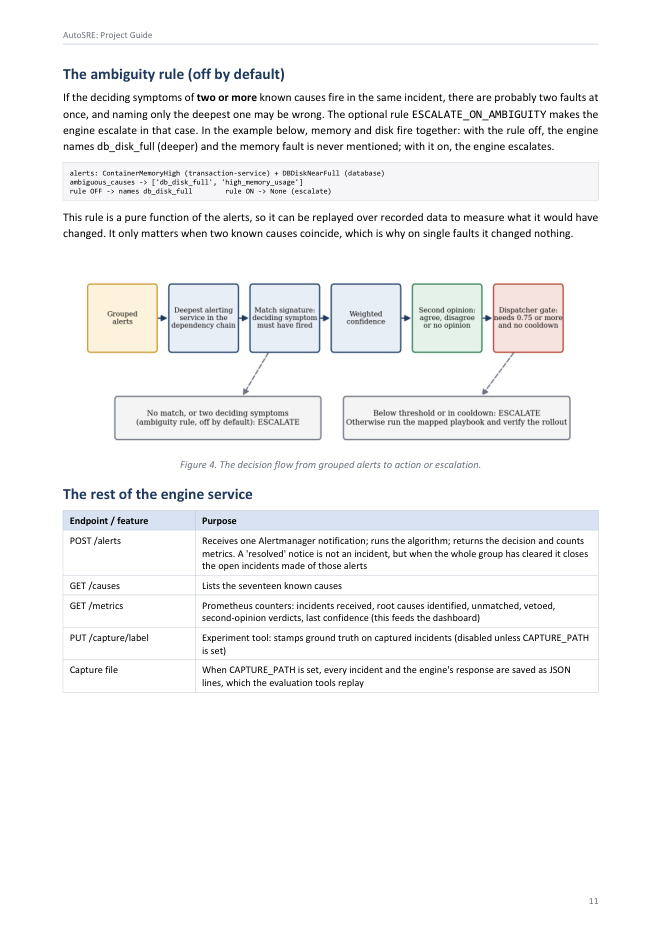 AutoSRE: Project Guide
The ambiguity rule (off by default)
If the deciding symptoms of two or more known causes fire in the same incident, there are probably two faults at
once, and naming only the deepest one may be wrong. The optional rule ESCALATE_ON_AMBIGUITY makes the
engine escalate in that case. In the example below, memory and disk fire together: with the rule off, the engine
names db_disk_full (deeper) and the memory fault is never mentioned; with it on, the engine escalates.
alerts: ContainerMemoryHigh (transaction-service) + DBDiskNearFull (database)
ambiguous_causes -> ['db_disk_full', 'high_memory_usage']
rule OFF -> names db_disk_full        rule ON -> None (escalate)
This rule is a pure function of the alerts, so it can be replayed over recorded data to measure what it would have
changed. It only matters when two known causes coincide, which is why on single faults it changed nothing.
Grouped
alerts
Deepest alerting
service in the
dependency chain
Match signature:
deciding symptom
must have fired
Weighted
confidence
Second opinion:
agree, disagree
or no opinion
Dispatcher gate:
needs 0.75 or more
and no cooldown
No match, or two deciding symptoms
(ambiguity rule, off by default): ESCALATE
Below threshold or in cooldown: ESCALATE
Otherwise run the mapped playbook and verify the rollout
Figure 4. The decision flow from grouped alerts to action or escalation.
The rest of the engine service
Endpoint / feature
Purpose
POST /alerts
Receives one Alertmanager notification; runs the algorithm; returns the decision and counts
metrics. A 'resolved' notice is not an incident, but when the whole group has cleared it closes
the open incidents made of those alerts
GET /causes
Lists the seventeen known causes
GET /metrics
Prometheus counters: incidents received, root causes identified, unmatched, vetoed,
second-opinion verdicts, last confidence (this feeds the dashboard)
PUT /capture/label
Experiment tool: stamps ground truth on captured incidents (disabled unless CAPTURE_PATH
is set)
Capture file
When CAPTURE_PATH is set, every incident and the engine's response are saved as JSON
lines, which the evaluation tools replay
11